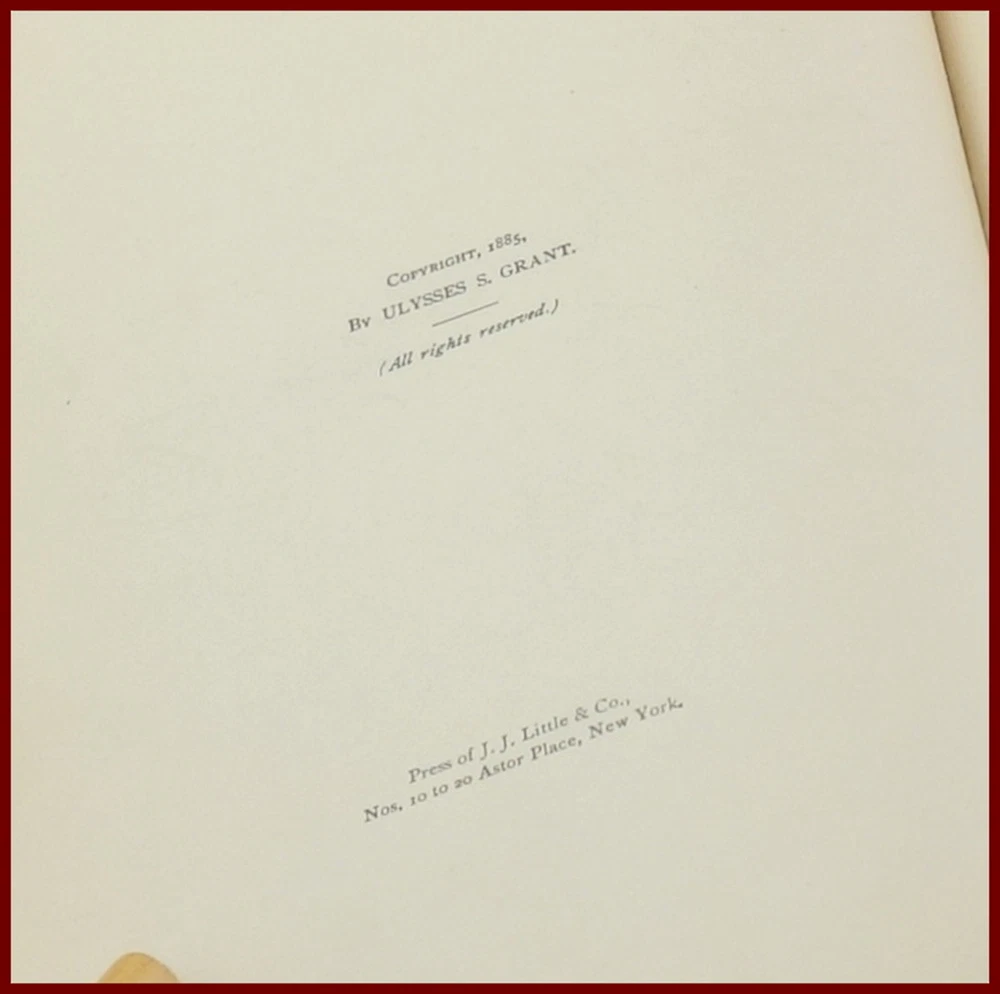 Copyright, 1885,
By ULYSSES S. GRANT.
(All rights reserved.)
Press of J. J. Little & Co.,
Nos. 10 to 20 Astor Place, New York.